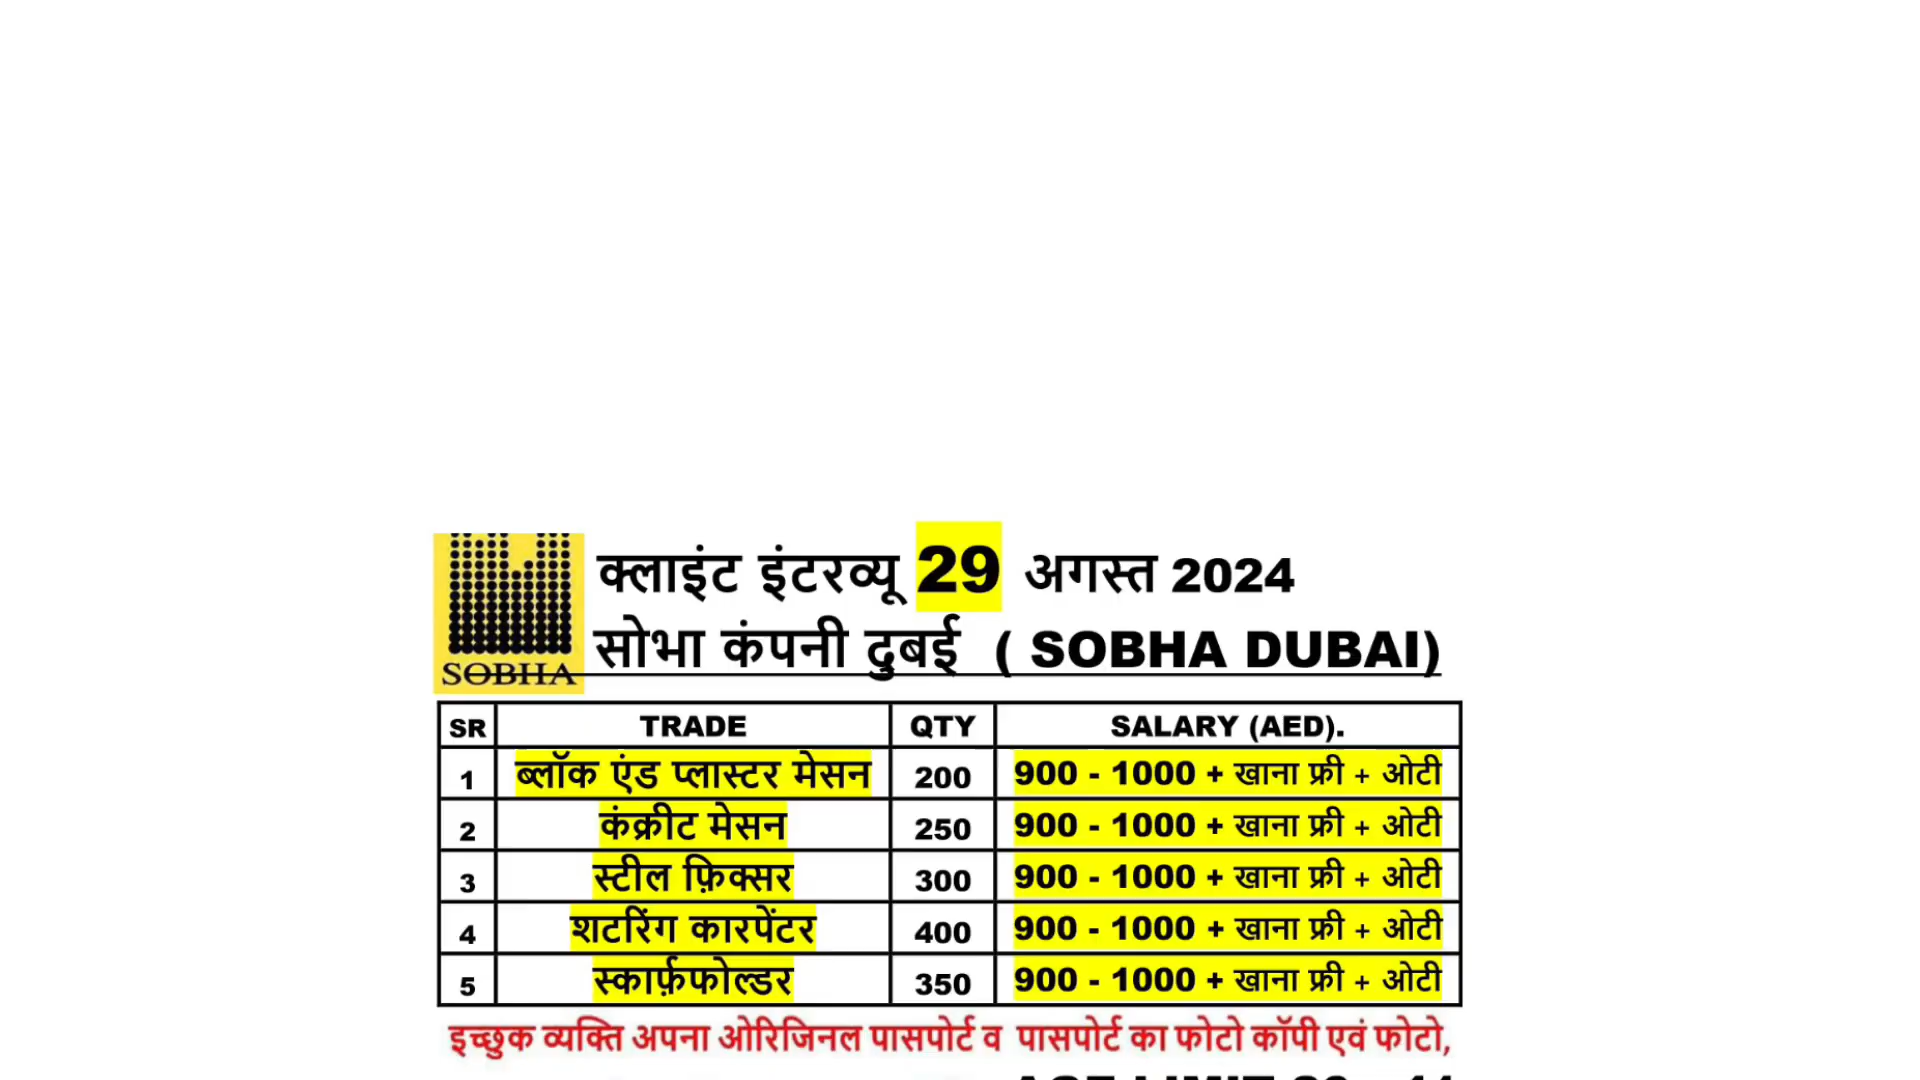 क्लाइंट इंटरव्यू 29 अगस्त 2024
सोभा कंपनी दुबई ( SOBHA DUBAI)
SOBHA
SR TRADE QTY SALARY (AED).
1 ब्लॉक एंड प्लास्टर मेसन 200 900 - 1000 + खाना फ्री + ओटी
2 कंक्रीट मेसन 250 900 - 1000 + खाना फ्री + ओटी
3 स्टील फ़िक्सर 300 900 - 1000 + खाना फ्री + ओटी
4 शटरिंग कारपेंटर 400 900 - 1000 + खाना फ्री + ओटी
5 स्कार्फ़फोल्डर 350 900 - 1000 + खाना फ्री + ओटी
इच्छुक व्यक्ति अपना ओरिजिनल पासपोर्ट व पासपोर्ट का फोटो कॉपी एवं फोटो,